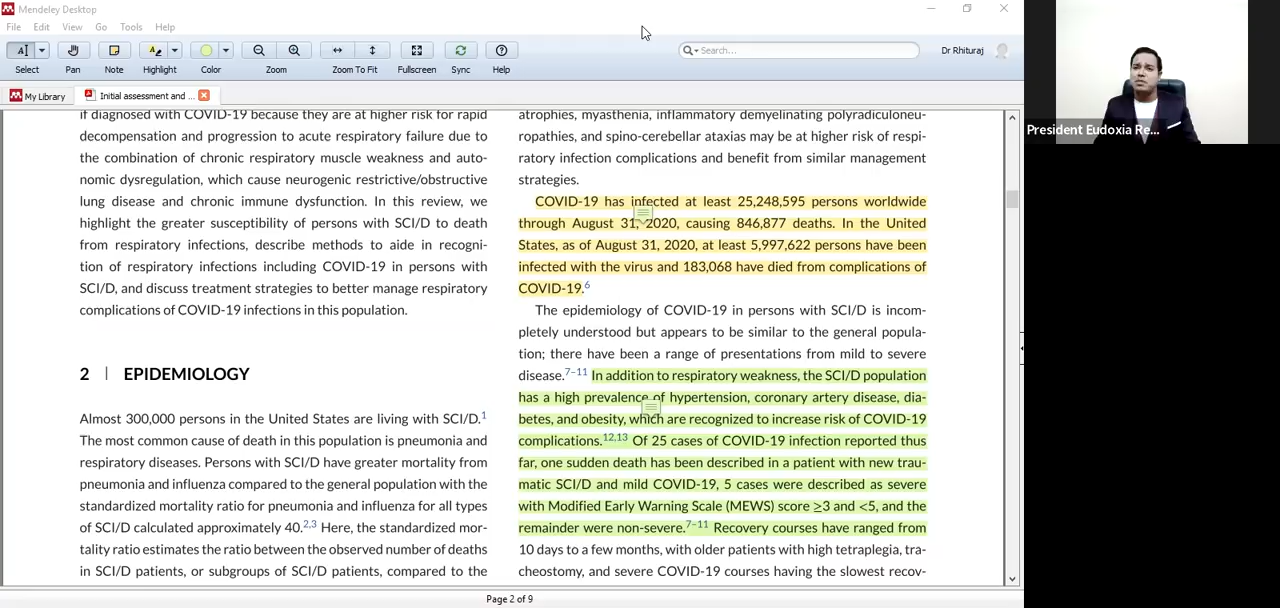 Mendeley Desktop
File Edit View Go Tools Help
Search...
Dr Rhituraj
Select Pan Note Highlight Color Zoom Zoom To Fit Fullscreen Sync Help
My Library Initial assessment and ...
if diagnosed with COVID-19 because they are at higher risk for rapid
decompensation and progression to acute respiratory failure due to
the combination of chronic respiratory muscle weakness and auto-
nomic dysregulation, which cause neurogenic restrictive/obstructive
lung disease and chronic immune dysfunction. In this review, we
highlight the greater susceptibility of persons with SCI/D to death
from respiratory infections, describe methods to aide in recogni-
tion of respiratory infections including COVID-19 in persons with
SCI/D, and discuss treatment strategies to better manage respiratory
complications of COVID-19 infections in this population.
2 | EPIDEMIOLOGY
Almost 300,000 persons in the United States are living with SCI/D.1
The most common cause of death in this population is pneumonia and
respiratory diseases. Persons with SCI/D have greater mortality from
pneumonia and influenza compared to the general population with the
standardized mortality ratio for pneumonia and influenza for all types
of SCI/D calculated approximately 40.2,3 Here, the standardized mor-
tality ratio estimates the ratio between the observed number of deaths
in SCI/D patients, or subgroups of SCI/D patients, compared to the
atrophies, myasthenia, inflammatory demyelinating polyradiculoneu-
ropathies, and spino-cerebellar ataxias may be at higher risk of respi-
ratory infection complications and benefit from similar management
strategies.
COVID-19 has infected at least 25,248,595 persons worldwide
through August 31, 2020, causing 846,877 deaths. In the United
States, as of August 31, 2020, at least 5,997,622 persons have been
infected with the virus and 183,068 have died from complications of
COVID-19.6
The epidemiology of COVID-19 in persons with SCI/D is incom-
pletely understood but appears to be similar to the general popula-
tion; there have been a range of presentations from mild to severe
disease.7–11 In addition to respiratory weakness, the SCI/D population
has a high prevalence of hypertension, coronary artery disease, dia-
betes, and obesity, which are recognized to increase risk of COVID-19
complications.12,13 Of 25 cases of COVID-19 infection reported thus
far, one sudden death has been described in a patient with new trau-
matic SCI/D and mild COVID-19, 5 cases were described as severe
with Modified Early Warning Scale (MEWS) score ≥3 and <5, and the
remainder were non-severe.7–11 Recovery courses have ranged from
10 days to a few months, with older patients with high tetraplegia, tra-
cheostomy, and severe COVID-19 courses having the slowest recov-
Page 2 of 9
President Eudoxia Re...